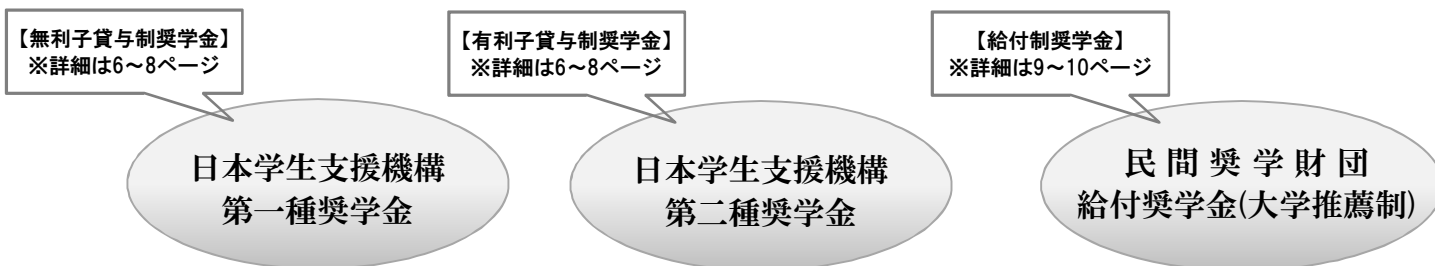 【無利子貸与制奨学金】
※詳細は6～8ページ
【有利子貸与制奨学金】
※詳細は6～8ページ
【給付制奨学金】
※詳細は9～10ページ
日本学生支援機構
第一種奨学金
日本学生支援機構
第二種奨学金
民間奨学財団
給付奨学金(大学推薦制)